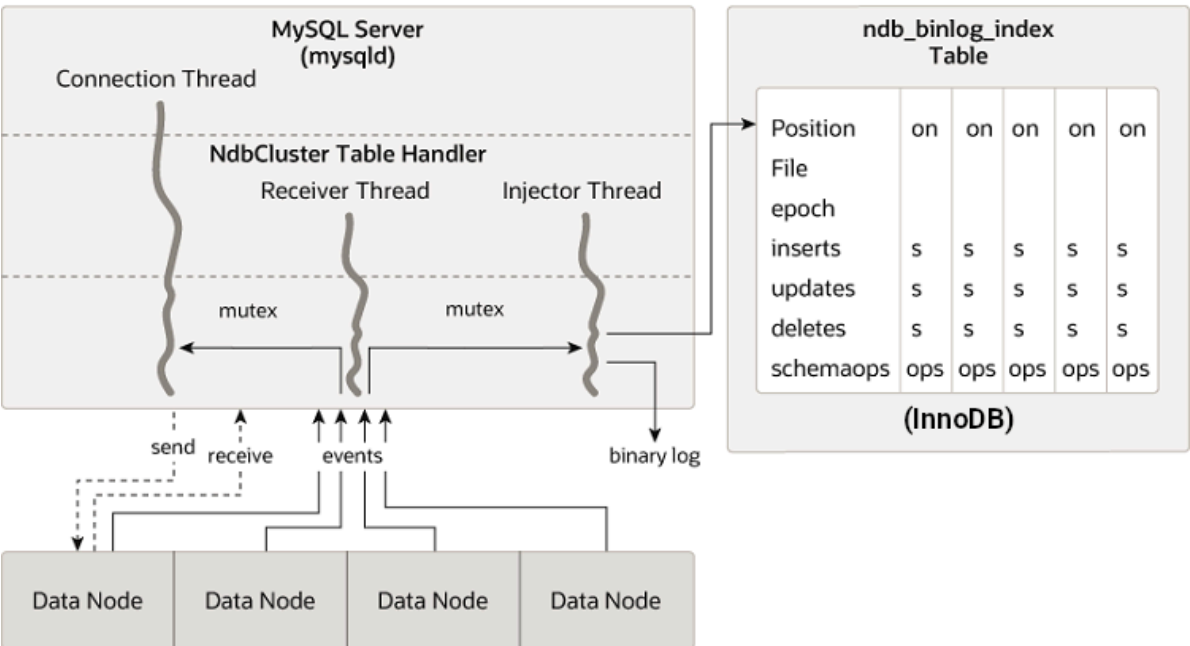 MySQL Server
(mysqld)
Connection Thread
NdbCluster Table Handler
Receiver Thread
Injector Thread
mutex
mutex
send
receive
events
binary log
Data Node
Data Node
Data Node
Data Node
ndb_binlog_index
Table
Position on on on on on
File
epoch
inserts s s s s s
updates s s s s s
deletes s s s s s
schemaops ops ops ops ops ops
(InnoDB)